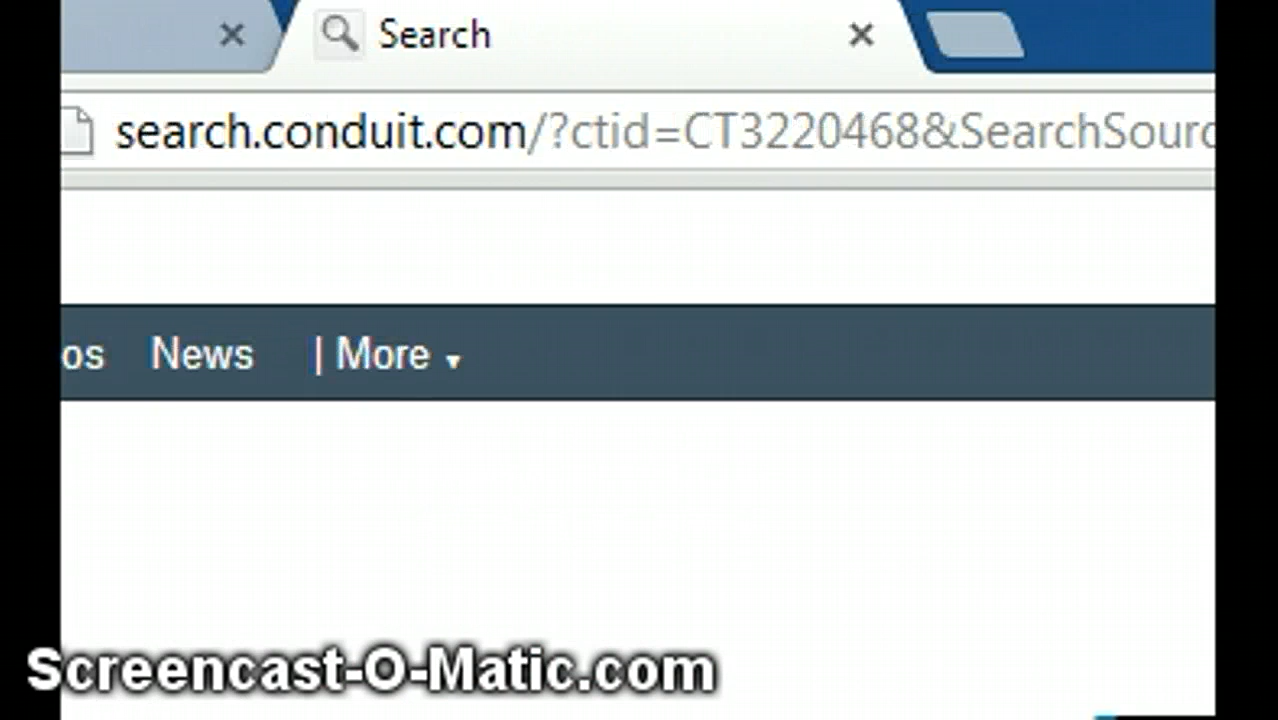 Search
search.conduit.com/?ctid=CT3220468&SearchSourc
os News | More ▾
Screencast-O-Matic.com